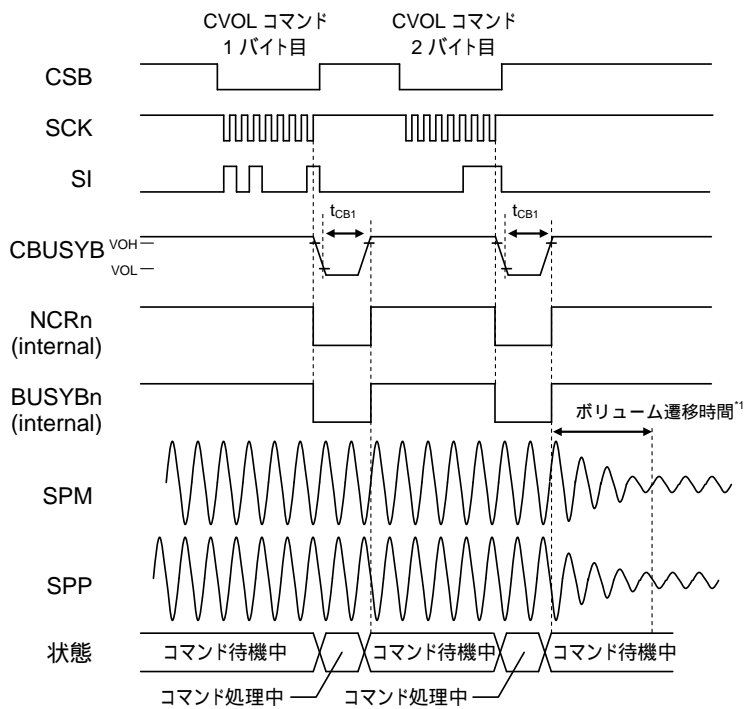 CVOL コマンド
1 バイト目
CVOL コマンド
2 バイト目
CSB
SCK
SI
tCB1
tCB1
CBUSYB
VOH
VOL
NCRn
(internal)
BUSYBn
(internal)
ボリューム遷移時間*1
SPM
SPP
状態
コマンド待機中
コマンド待機中
コマンド待機中
コマンド処理中
コマンド処理中